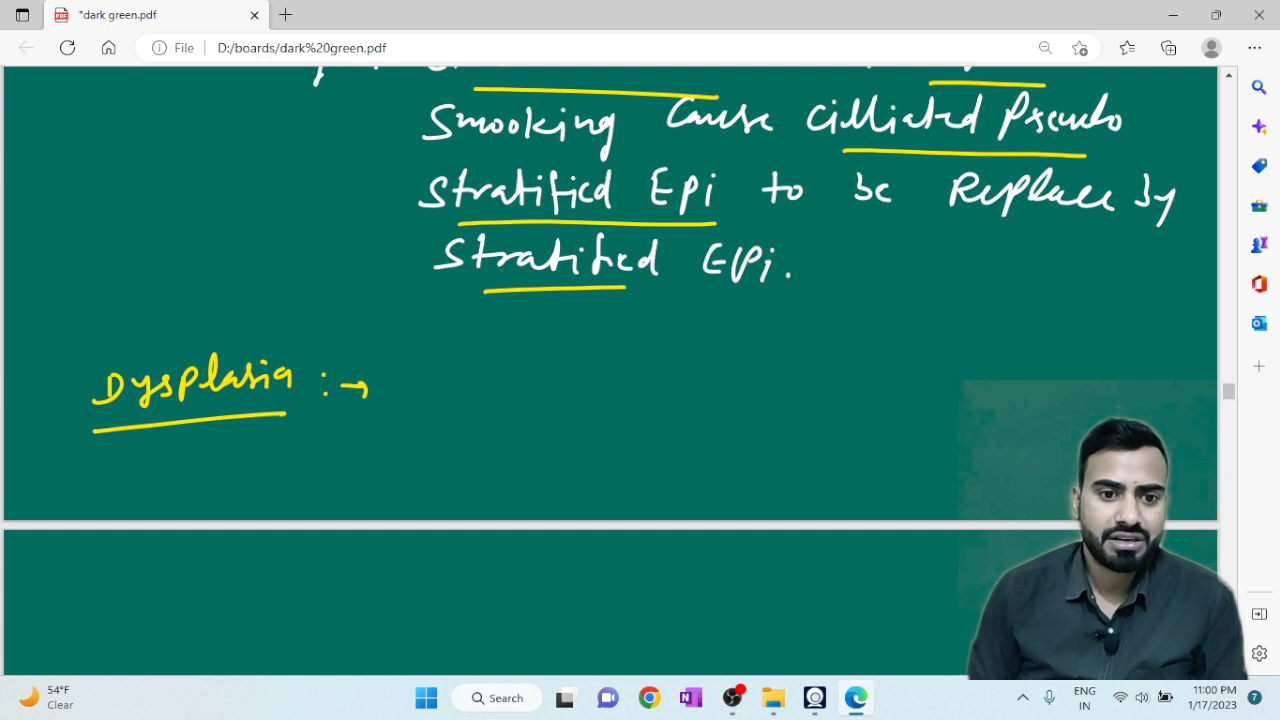 *dark green.pdf
File D:/boards/dark%20green.pdf
Smooking Cause Cilliated Pseudo
Stratified Epi to be Replace by
Stratified Epi.
Dysplasia :→
54°F
Clear
Search
ENG
IN
11:00 PM
1/17/2023
7